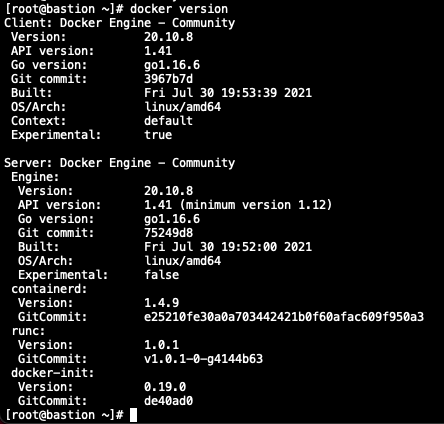 [root@bastion ~]# docker version
Client: Docker Engine - Community
Version: 20.10.8
API version: 1.41
Go version: go1.16.6
Git commit: 3967b7d
Built: Fri Jul 30 19:53:39 2021
OS/Arch: linux/amd64
Context: default
Experimental: true
Server: Docker Engine - Community
Engine:
Version: 20.10.8
API version: 1.41 (minimum version 1.12)
Go version: go1.16.6
Git commit: 75249d8
Built: Fri Jul 30 19:52:00 2021
OS/Arch: linux/amd64
Experimental: false
containerd:
Version: 1.4.9
GitCommit: e25210fe30a0a703442421b0f60afac609f950a3
runc:
Version: 1.0.1
GitCommit: v1.0.1-0-g4144b63
docker-init:
Version: 0.19.0
GitCommit: de40ad0
[root@bastion ~]#